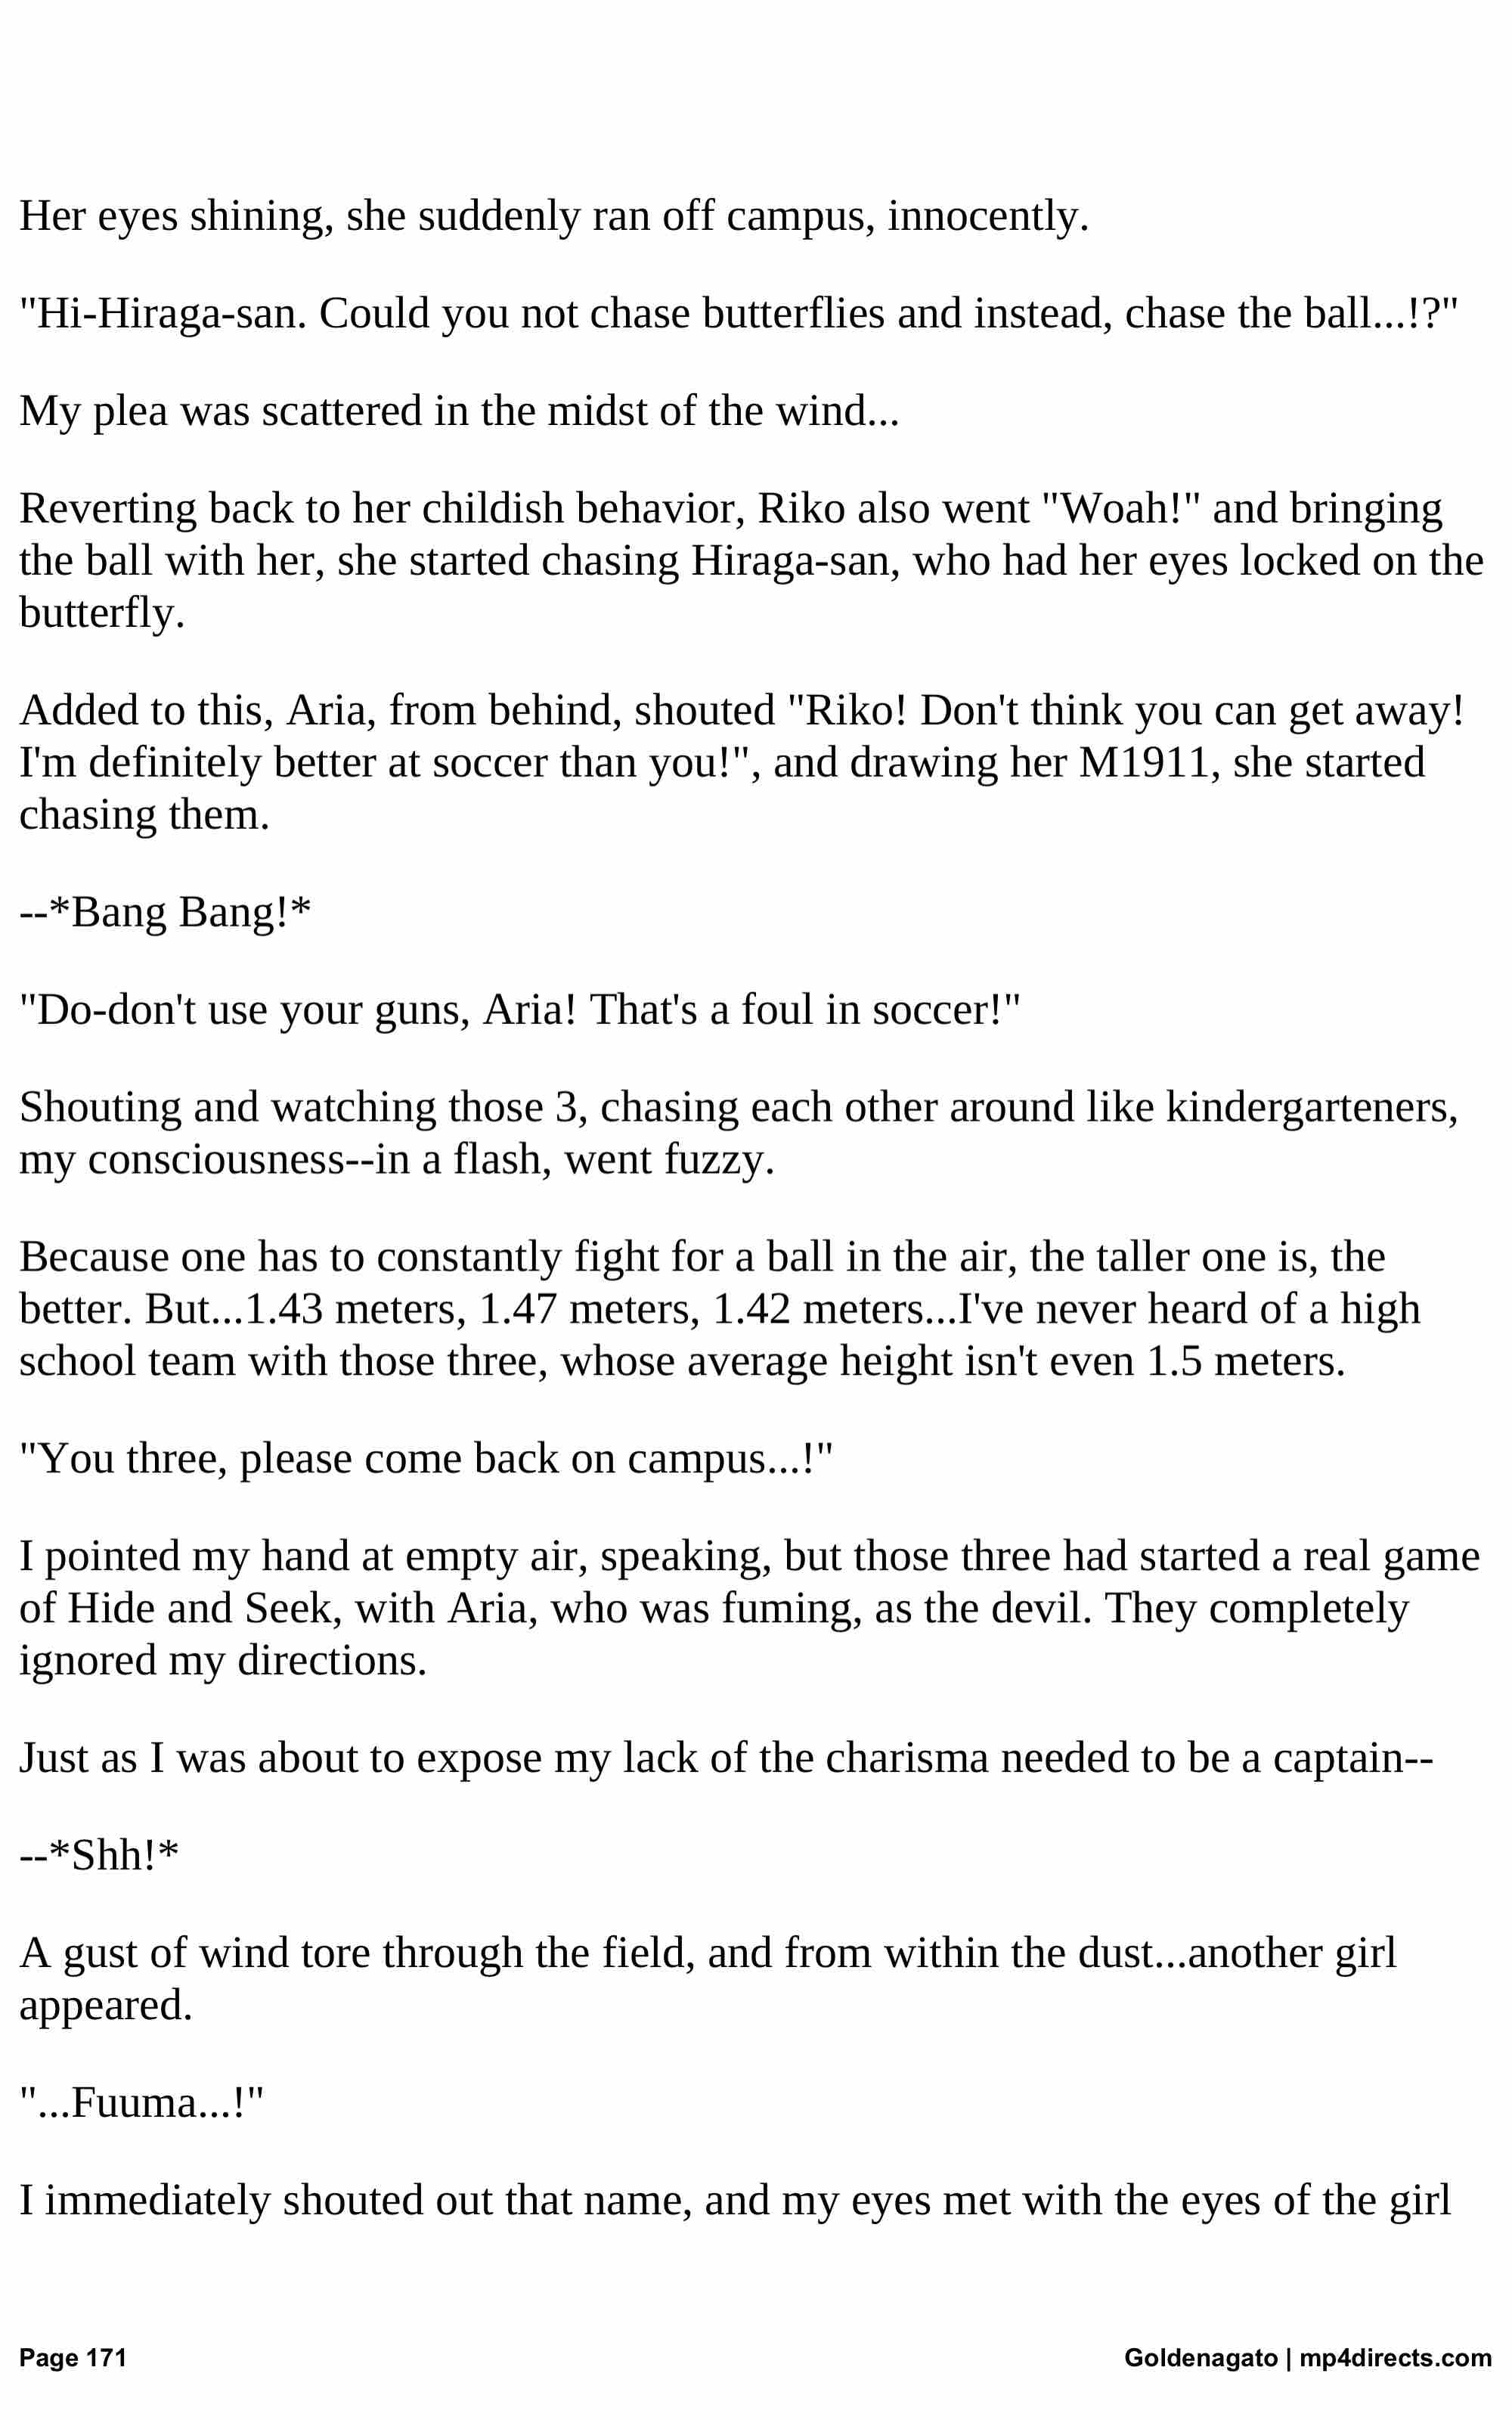 Her eyes shining, she suddenly ran off campus, innocently.
"Hi-Hiraga-san. Could you not chase butterflies and instead, chase the ball...!?"
My plea was scattered in the midst of the wind...
Reverting back to her childish behavior, Riko also went "Woah!" and bringing
the ball with her, she started chasing Hiraga-san, who had her eyes locked on the
butterfly.
Added to this, Aria, from behind, shouted "Riko! Don't think you can get away!
I'm definitely better at soccer than you!", and drawing her M1911, she started
chasing them.
--*Bang Bang!*
"Do-don't use your guns, Aria! That's a foul in soccer!"
Shouting and watching those 3, chasing each other around like kindergarteners,
my consciousness--in a flash, went fuzzy.
Because one has to constantly fight for a ball in the air, the taller one is, the
better. But...1.43 meters, 1.47 meters, 1.42 meters...I've never heard of a high
school team with those three, whose average height isn't even 1.5 meters.
"You three, please come back on campus...!"
I pointed my hand at empty air, speaking, but those three had started a real game
of Hide and Seek, with Aria, who was fuming, as the devil. They completely
ignored my directions.
Just as I was about to expose my lack of the charisma needed to be a captain--
--*Shh!*
A gust of wind tore through the field, and from within the dust...another girl
appeared.
"...Fuuma...!"
I immediately shouted out that name, and my eyes met with the eyes of the girl
Page 171
Goldenagato | mp4directs.com